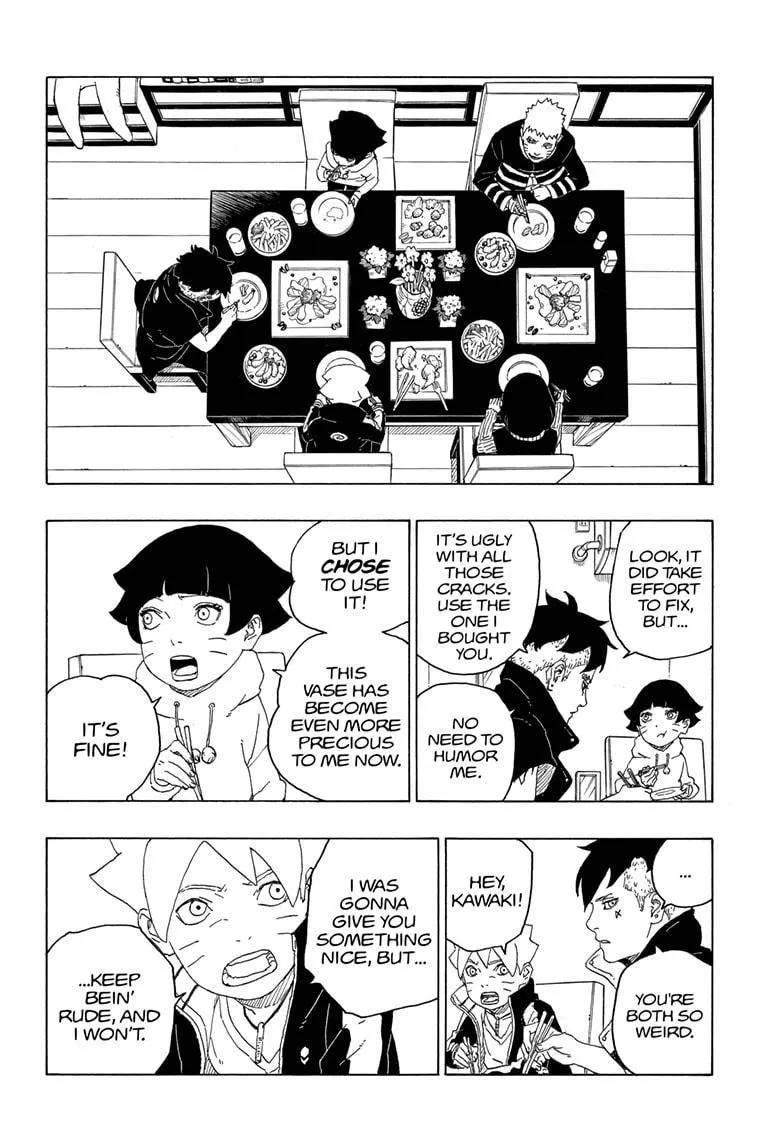 LOOK, IT
DID TAKE
EFFORT
TO FIX,
BUT...
IT'S UGLY
WITH ALL
THOSE
CRACKS.
USE THE
ONE I
BOUGHT
YOU.
NO
NEED TO
HUMOR
ME.
BUT I
CHOSE
TO USE
IT!
THIS
VASE HAS
BECOME
EVEN MORE
PRECIOUS
TO ME NOW.
IT'S
FINE!
...
YOU'RE
BOTH SO
WEIRD.
HEY,
KAWAKI!
I WAS
GONNA
GIVE YOU
SOMETHING
NICE, BUT...
...KEEP
BEIN'
RUDE, AND
I WON'T.